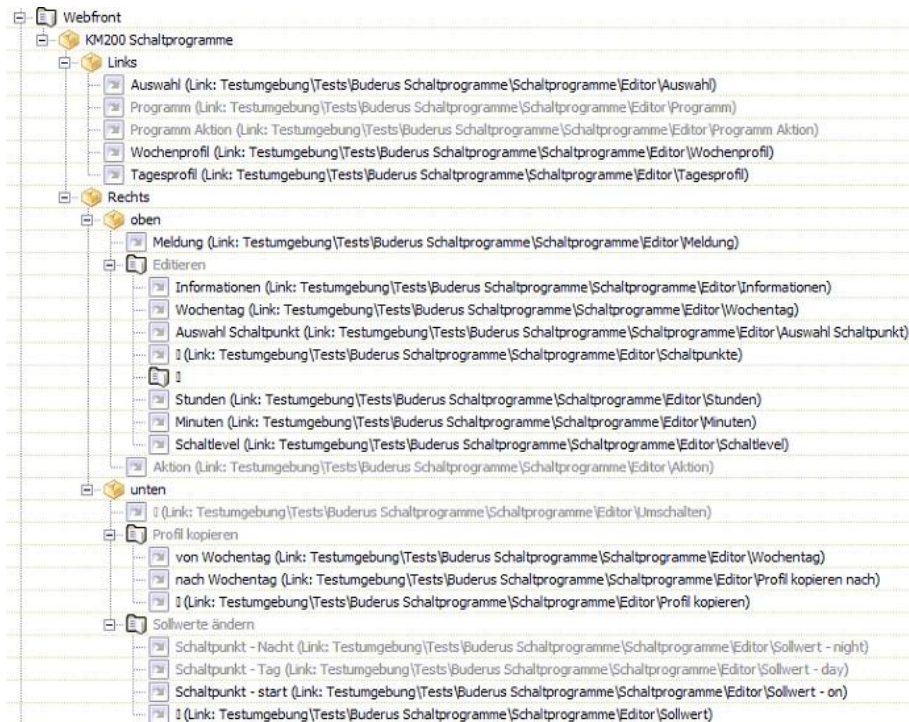 Webfront
KM200 Schaltprogramme
Links
Auswahl (Link: Testumgebung\Tests\Buderus Schaltprogramme\Schaltprogramme\Editor\Auswahl)
Programm (Link: Testumgebung\Tests\Buderus Schaltprogramme\Schaltprogramme\Editor\Programm)
Programm Aktion (Link: Testumgebung\Tests\Buderus Schaltprogramme\Schaltprogramme\Editor\Programm Aktion)
Wochenprofil (Link: Testumgebung\Tests\Buderus Schaltprogramme\Schaltprogramme\Editor\Wochenprofil)
Tagesprofil (Link: Testumgebung\Tests\Buderus Schaltprogramme\Schaltprogramme\Editor\Tagesprofil)
Rechts
oben
Meldung (Link: Testumgebung\Tests\Buderus Schaltprogramme\Schaltprogramme\Editor\Meldung)
Editieren
Informationen (Link: Testumgebung\Tests\Buderus Schaltprogramme\Schaltprogramme\Editor\Informationen)
Wochentag (Link: Testumgebung\Tests\Buderus Schaltprogramme\Schaltprogramme\Editor\Wochentag)
Auswahl Schaltpunkt (Link: Testumgebung\Tests\Buderus Schaltprogramme\Schaltprogramme\Editor\Auswahl Schaltpunkt)
▯ (Link: Testumgebung\Tests\Buderus Schaltprogramme\Schaltprogramme\Editor\Schaltpunkte)
▯
Stunden (Link: Testumgebung\Tests\Buderus Schaltprogramme\Schaltprogramme\Editor\Stunden)
Minuten (Link: Testumgebung\Tests\Buderus Schaltprogramme\Schaltprogramme\Editor\Minuten)
Schaltlevel (Link: Testumgebung\Tests\Buderus Schaltprogramme\Schaltprogramme\Editor\Schaltlevel)
Aktion (Link: Testumgebung\Tests\Buderus Schaltprogramme\Schaltprogramme\Editor\Aktion)
unten
▯ (Link: Testumgebung\Tests\Buderus Schaltprogramme\Schaltprogramme\Editor\Umschalten)
Profil kopieren
von Wochentag (Link: Testumgebung\Tests\Buderus Schaltprogramme\Schaltprogramme\Editor\Wochentag)
nach Wochentag (Link: Testumgebung\Tests\Buderus Schaltprogramme\Schaltprogramme\Editor\Profil kopieren nach)
▯ (Link: Testumgebung\Tests\Buderus Schaltprogramme\Schaltprogramme\Editor\Profil kopieren)
Sollwerte ändern
Schaltpunkt - Nacht (Link: Testumgebung\Tests\Buderus Schaltprogramme\Schaltprogramme\Editor\Sollwert - night)
Schaltpunkt - Tag (Link: Testumgebung\Tests\Buderus Schaltprogramme\Schaltprogramme\Editor\Sollwert - day)
Schaltpunkt - start (Link: Testumgebung\Tests\Buderus Schaltprogramme\Schaltprogramme\Editor\Sollwert - on)
▯ (Link: Testumgebung\Tests\Buderus Schaltprogramme\Schaltprogramme\Editor\Sollwert)